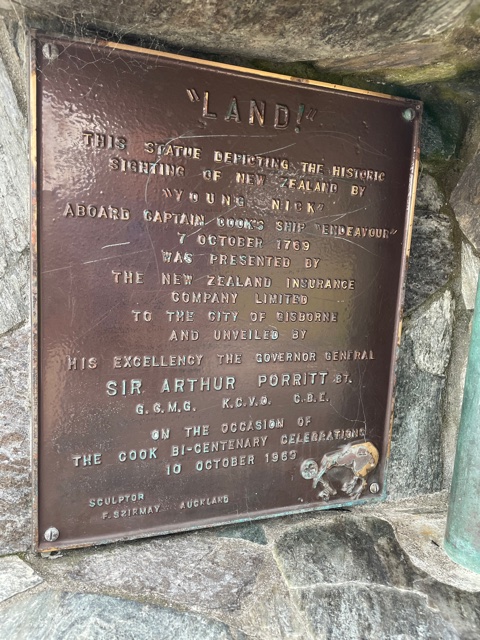 "LAND!"
THIS STATUE DEPICTING THE HISTORIC
SIGHTING OF NEW ZEALAND BY
"YOUNG NICK"
ABOARD CAPTAIN COOK'S SHIP "ENDEAVOUR"
7 OCTOBER 1769
WAS PRESENTED BY
THE NEW ZEALAND INSURANCE
COMPANY LIMITED
TO THE CITY OF GISBORNE
AND UNVEILED BY
HIS EXCELLENCY THE GOVERNOR GENERAL
SIR ARTHUR PORRITT BT.
G.C.M.G. K.C.V.O. C.B.E.
ON THE OCCASION OF
THE COOK BI-CENTENARY CELEBRATIONS
10 OCTOBER 1969
SCULPTOR
F. SZIRMAY AUCKLAND